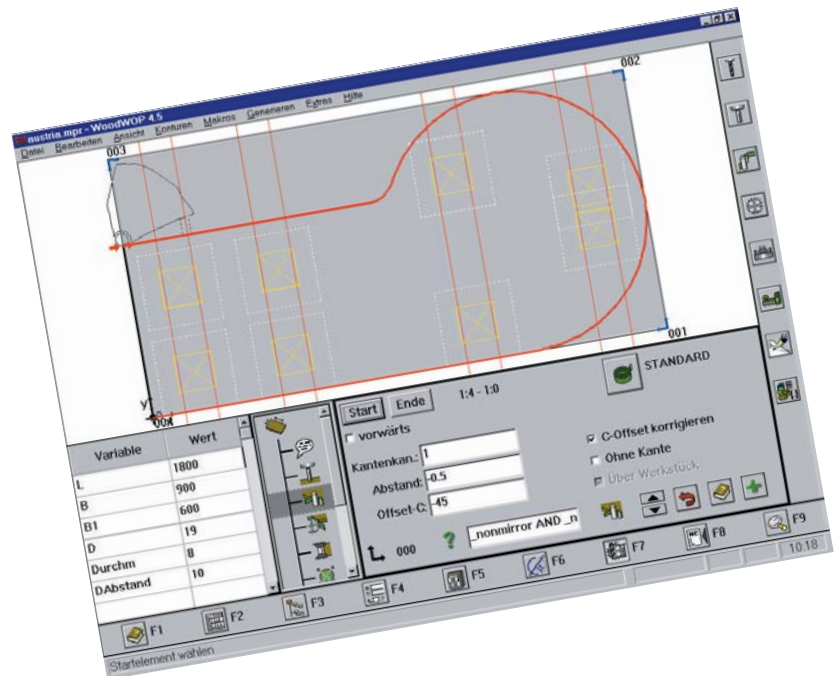 austria.mpr - WoodWOP 4.5
Datei Bearbeiten Ansicht Konturen Makros Generieren Extras Hilfe
003
002
001
004
y
Variable Wert
L 1800
B 900
B1 600
D 19
Durchm 8
DAbstand 10
Start Ende 1:4 - 1:0
vorwärts
Kantenkan.: 1
Abstand: -0.5
Offset-C: -45
000 ? _nonmirror AND _n
STANDARD
C-Offset korrigieren
Ohne Kante
Über Werkstück
F1 F2 F3 F4 F5 F6 F7 F8 F9
Startelement wählen
10:18